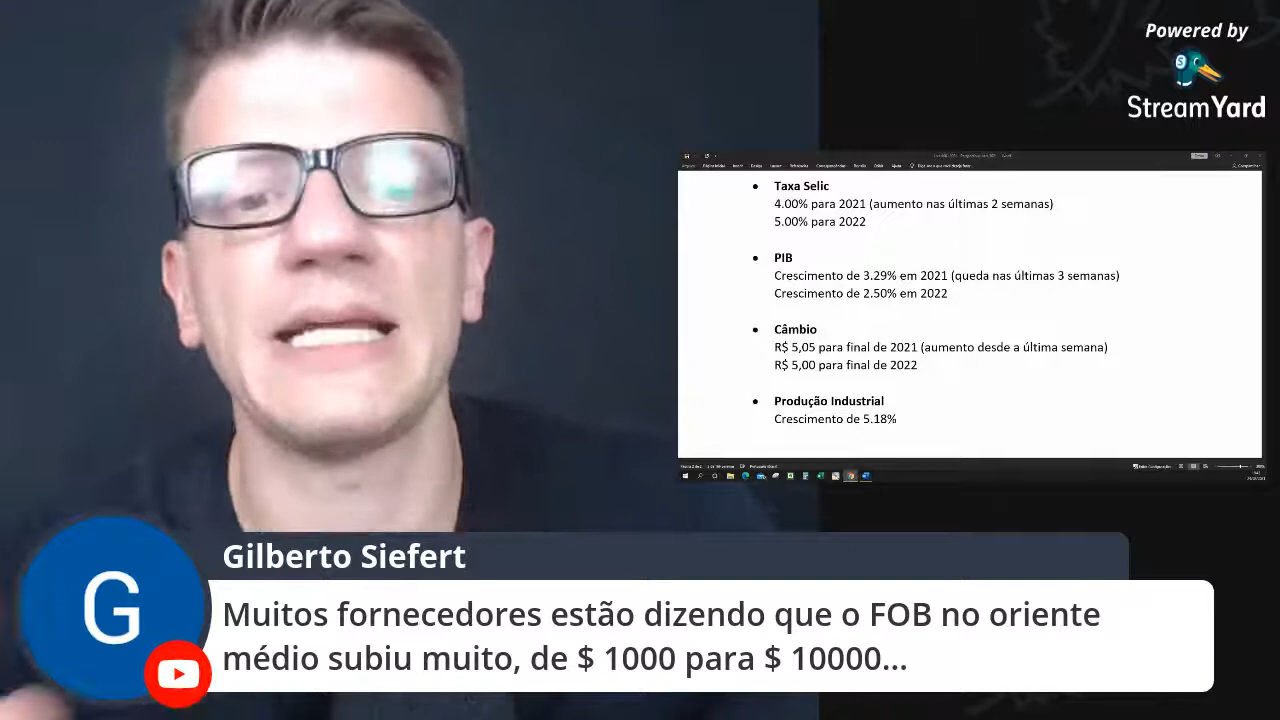 Powered by
StreamYard
• Taxa Selic
4.00% para 2021 (aumento nas últimas 2 semanas)
5.00% para 2022
• PIB
Crescimento de 3.29% em 2021 (queda nas últimas 3 semanas)
Crescimento de 2.50% em 2022
• Câmbio
R$ 5,05 para final de 2021 (aumento desde a última semana)
R$ 5,00 para final de 2022
• Produção Industrial
Crescimento de 5.18%
G
Gilberto Siefert
Muitos fornecedores estão dizendo que o FOB no oriente
médio subiu muito, de $ 1000 para $ 10000...